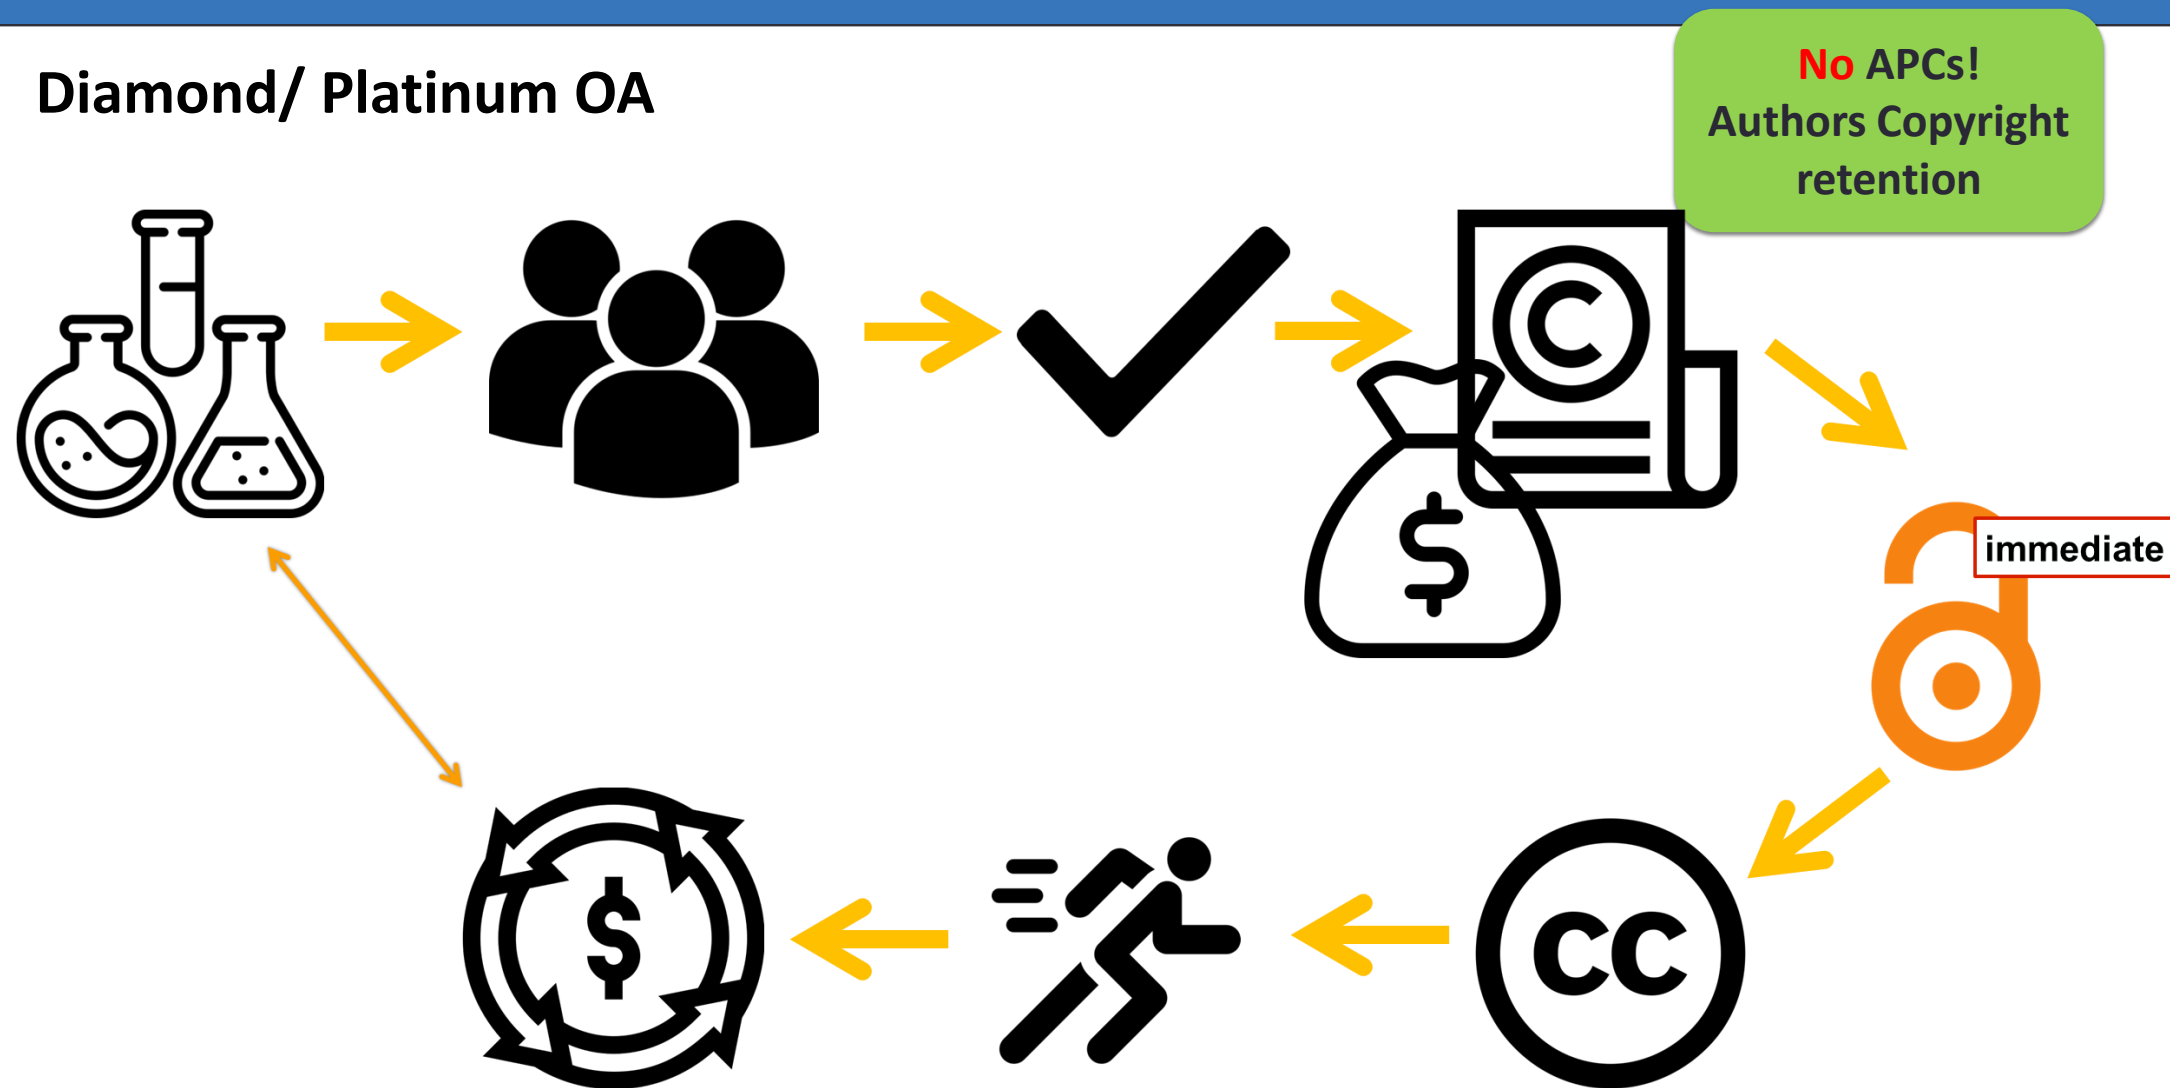 Diamond/ Platinum OA
No APCs!
Authors Copyright
retention
C
$
immediate
$
cc